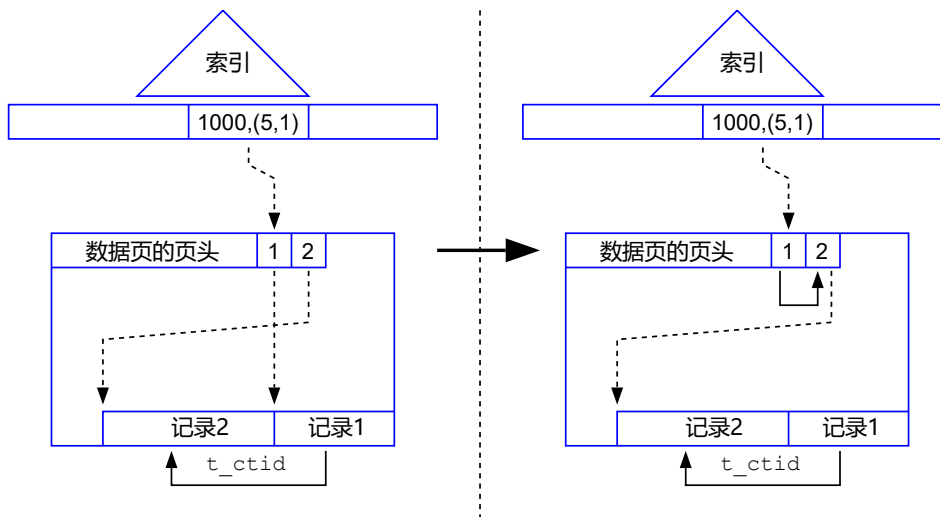 索引
1000,(5,1)
数据页的页头 1 2
记录2 记录1
t_ctid
索引
1000,(5,1)
数据页的页头 1 2
记录2 记录1
t_ctid